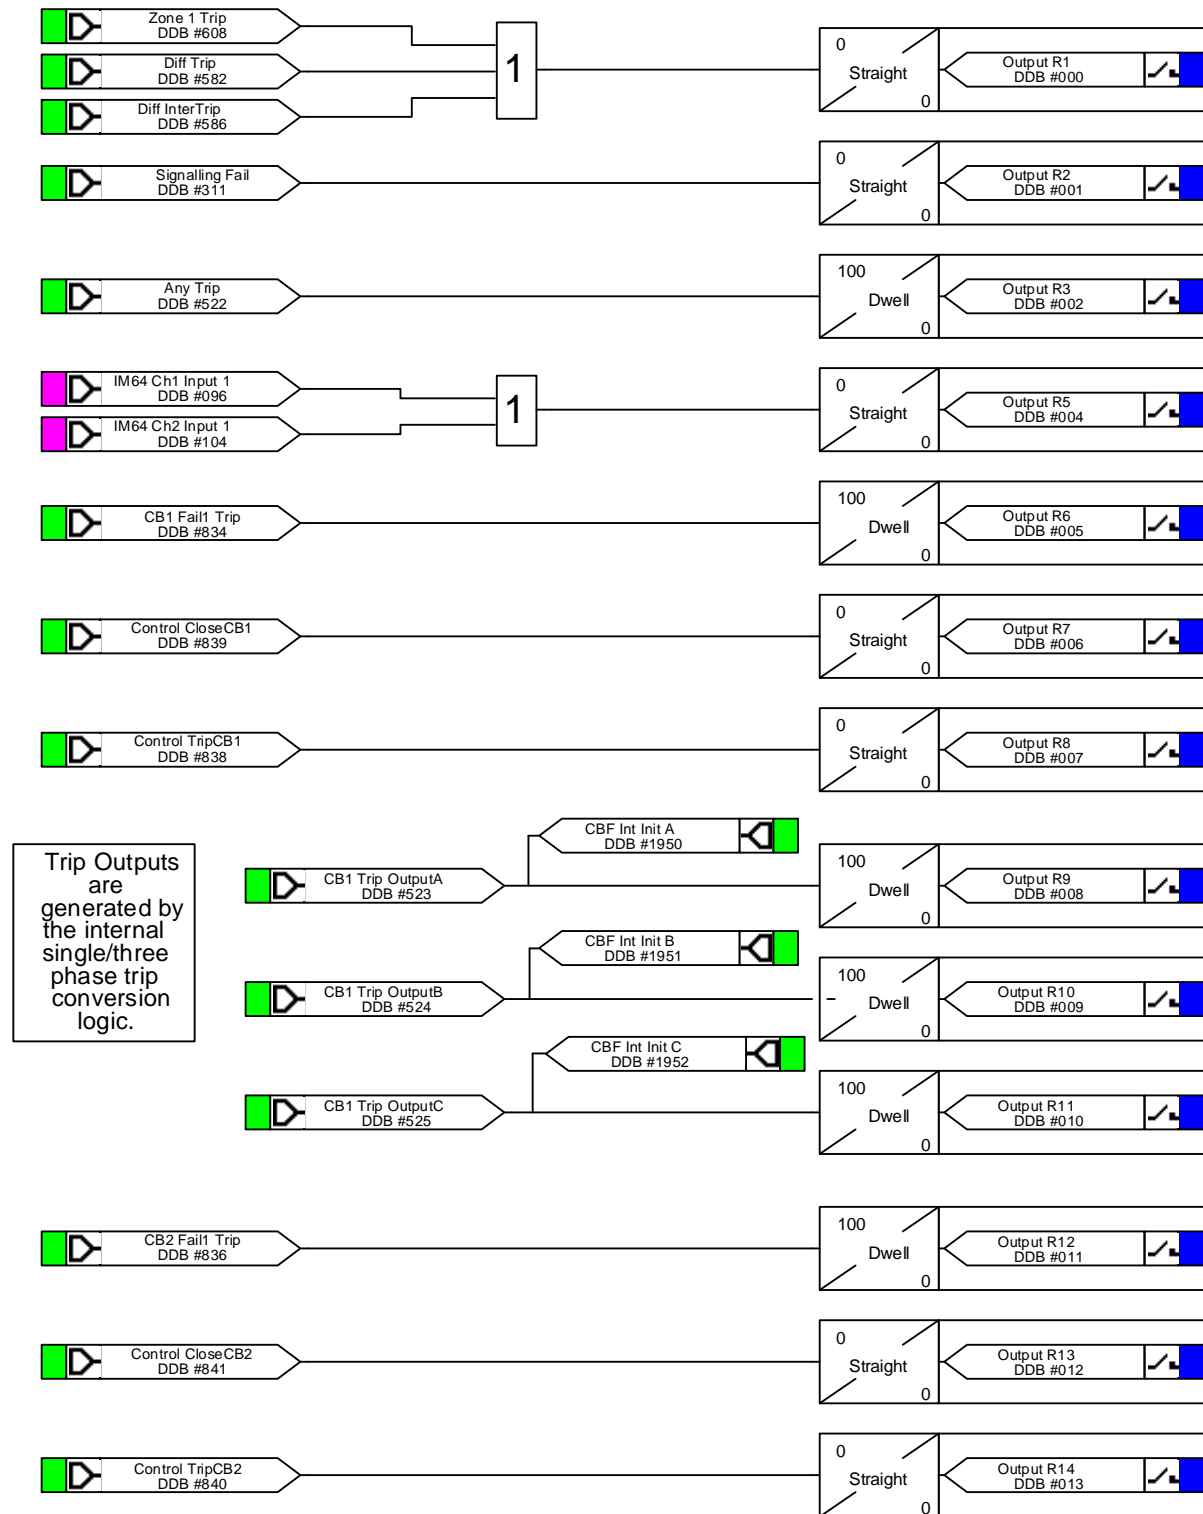 Zone 1 Trip
DDB #608
Diff Trip
DDB #582
Diff InterTrip
DDB #586
1
0
Straight
0
Output R1
DDB #000
Signalling Fail
DDB #311
0
Straight
0
Output R2
DDB #001
Any Trip
DDB #522
100
Dwell
0
Output R3
DDB #002
IM64 Ch1 Input 1
DDB #096
IM64 Ch2 Input 1
DDB #104
1
0
Straight
0
Output R5
DDB #004
CB1 Fail1 Trip
DDB #834
100
Dwell
0
Output R6
DDB #005
Control CloseCB1
DDB #839
0
Straight
0
Output R7
DDB #006
Control TripCB1
DDB #838
0
Straight
0
Output R8
DDB #007
Trip Outputs
are
generated by
the internal
single/three
phase trip
conversion
logic.
CBF Int Init A
DDB #1950
CB1 Trip OutputA
DDB #523
100
Dwell
0
Output R9
DDB #008
CBF Int Init B
DDB #1951
CB1 Trip OutputB
DDB #524
100
Dwell
0
Output R10
DDB #009
CBF Int Init C
DDB #1952
CB1 Trip OutputC
DDB #525
100
Dwell
0
Output R11
DDB #010
CB2 Fail1 Trip
DDB #836
100
Dwell
0
Output R12
DDB #011
Control CloseCB2
DDB #841
0
Straight
0
Output R13
DDB #012
Control TripCB2
DDB #840
0
Straight
0
Output R14
DDB #013